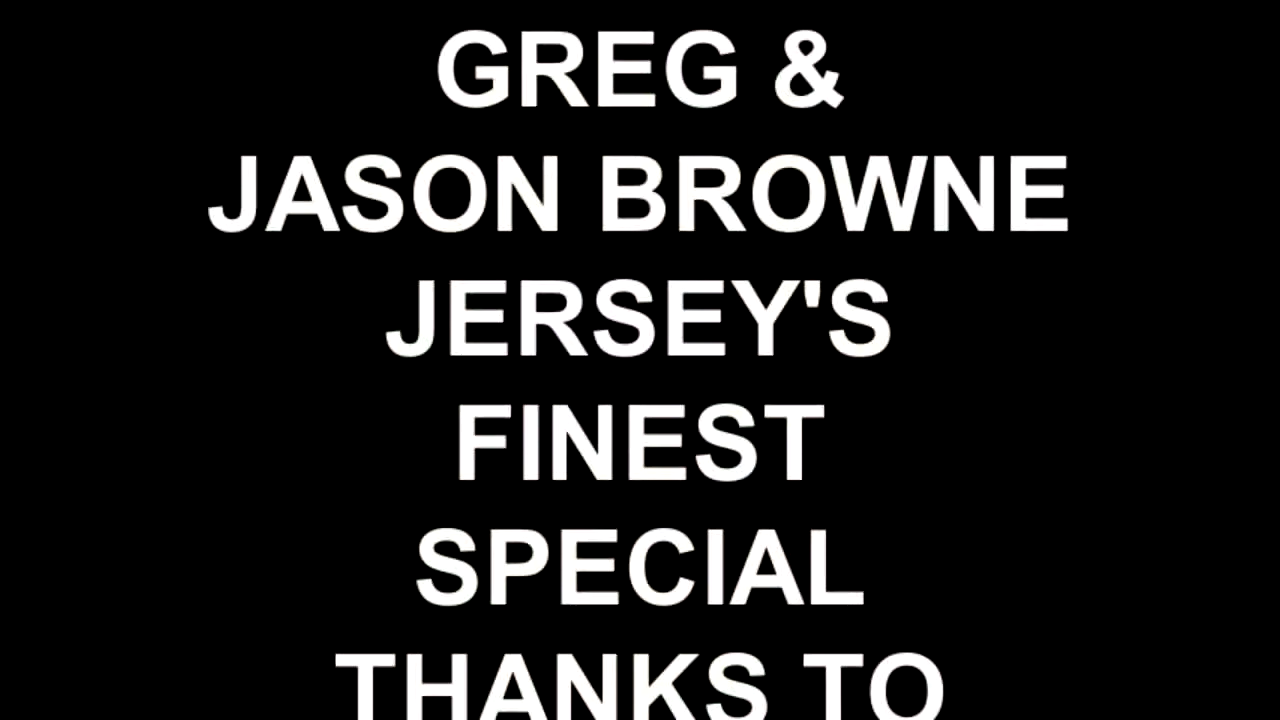 GREG &
JASON BROWNE
JERSEY'S
FINEST
SPECIAL
THANKS TO